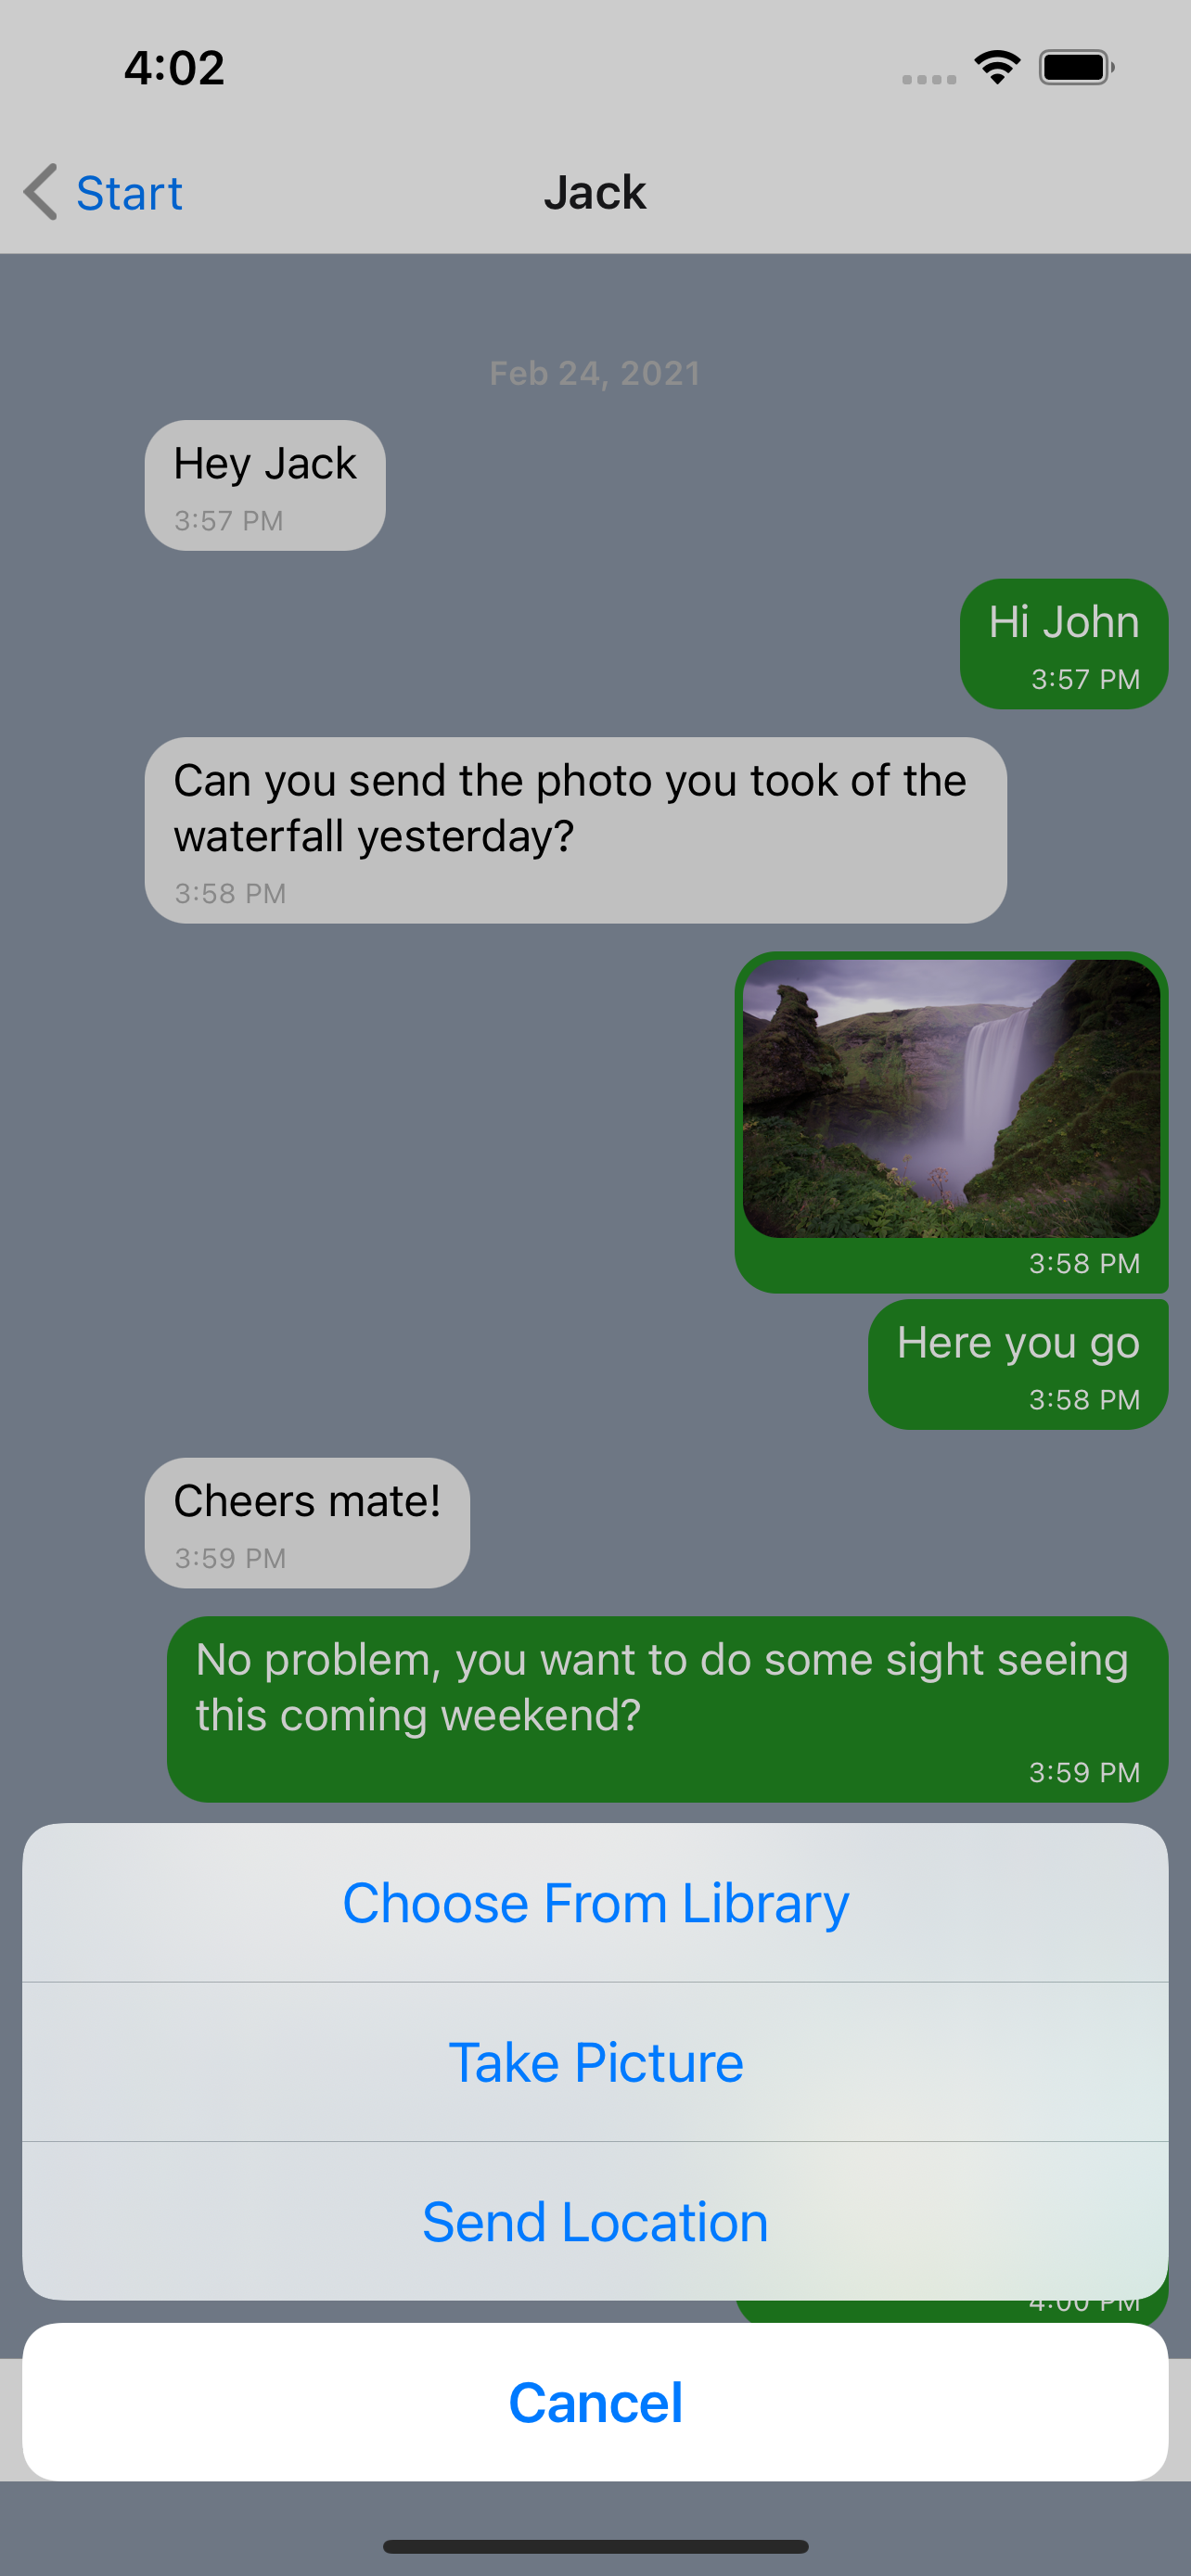 4:02
Start
Jack
Feb 24, 2021
Hey Jack
3:57 PM
Hi John
3:57 PM
Can you send the photo you took of the
waterfall yesterday?
3:58 PM
3:58 PM
Here you go
3:58 PM
Cheers mate!
3:59 PM
No problem, you want to do some sight seeing
this coming weekend?
3:59 PM
Choose From Library
Take Picture
Send Location
4:00 PM
Cancel